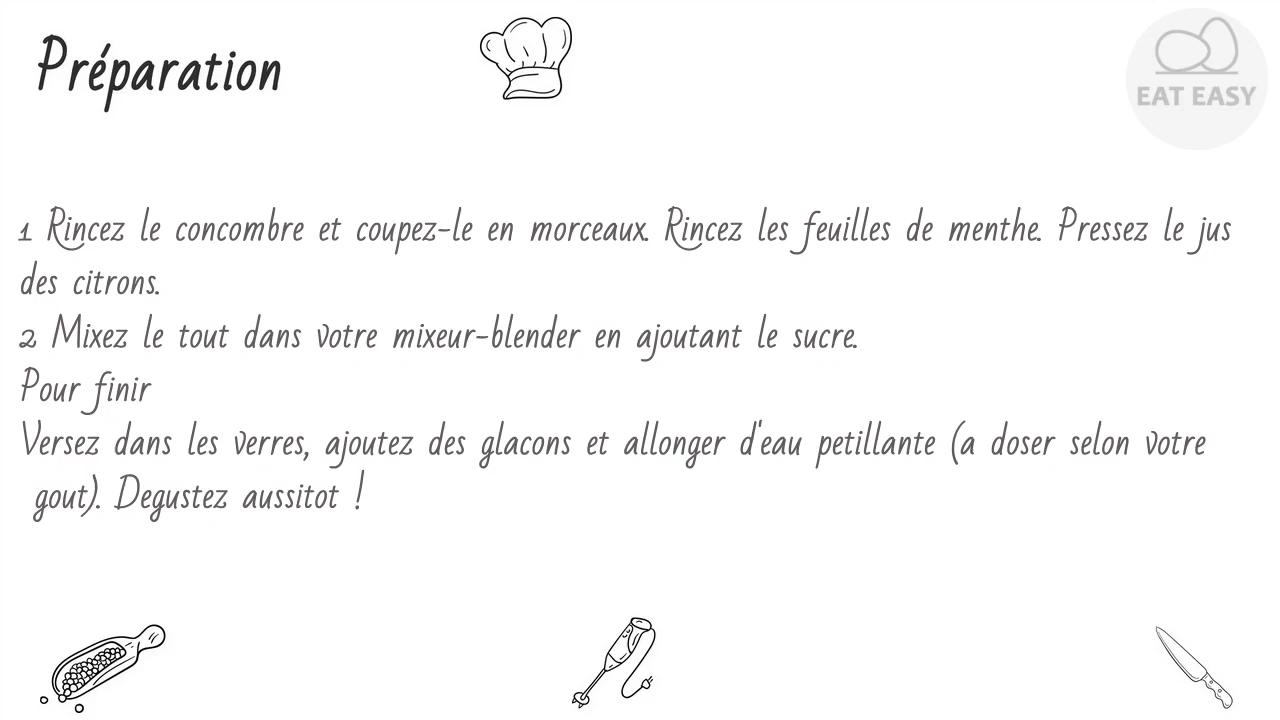 Préparation
EAT EASY
1 Rincez le concombre et coupez-le en morceaux. Rincez les feuilles de menthe. Pressez le jus
des citrons.
2 Mixez le tout dans votre mixeur-blender en ajoutant le sucre.
Pour finir
Versez dans les verres, ajoutez des glacons et allonger d'eau petillante (a doser selon votre
gout). Degustez aussitot !